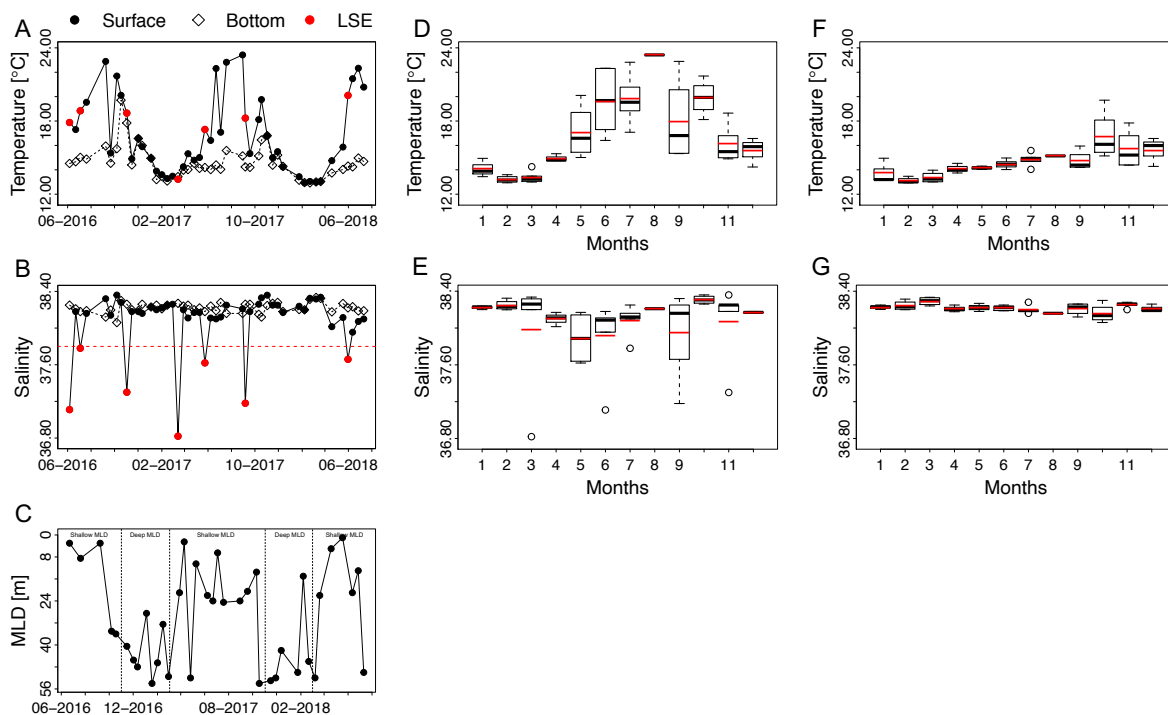 Surface Bottom LSE
A
Temperature [°C]
24.00
18.00
12.00
06–2016 02–2017 10–2017 06–2018
B
Salinity
38.40
37.60
36.80
06–2016 02–2017 10–2017 06–2018
C
MLD [m]
0
8
24
40
56
Shallow MLD Deep MLD Shallow MLD Deep MLD Shallow MLD
06–2016 12–2016 08–2017 02–2018
D
Temperature [°C]
24.00
18.00
12.00
1 2 3 4 5 6 7 8 9 11
Months
E
Salinity
38.40
37.60
36.80
1 2 3 4 5 6 7 8 9 11
Months
F
Temperature [°C]
24.00
18.00
12.00
1 2 3 4 5 6 7 8 9 11
Months
G
Salinity
38.40
37.60
36.80
1 2 3 4 5 6 7 8 9 11
Months